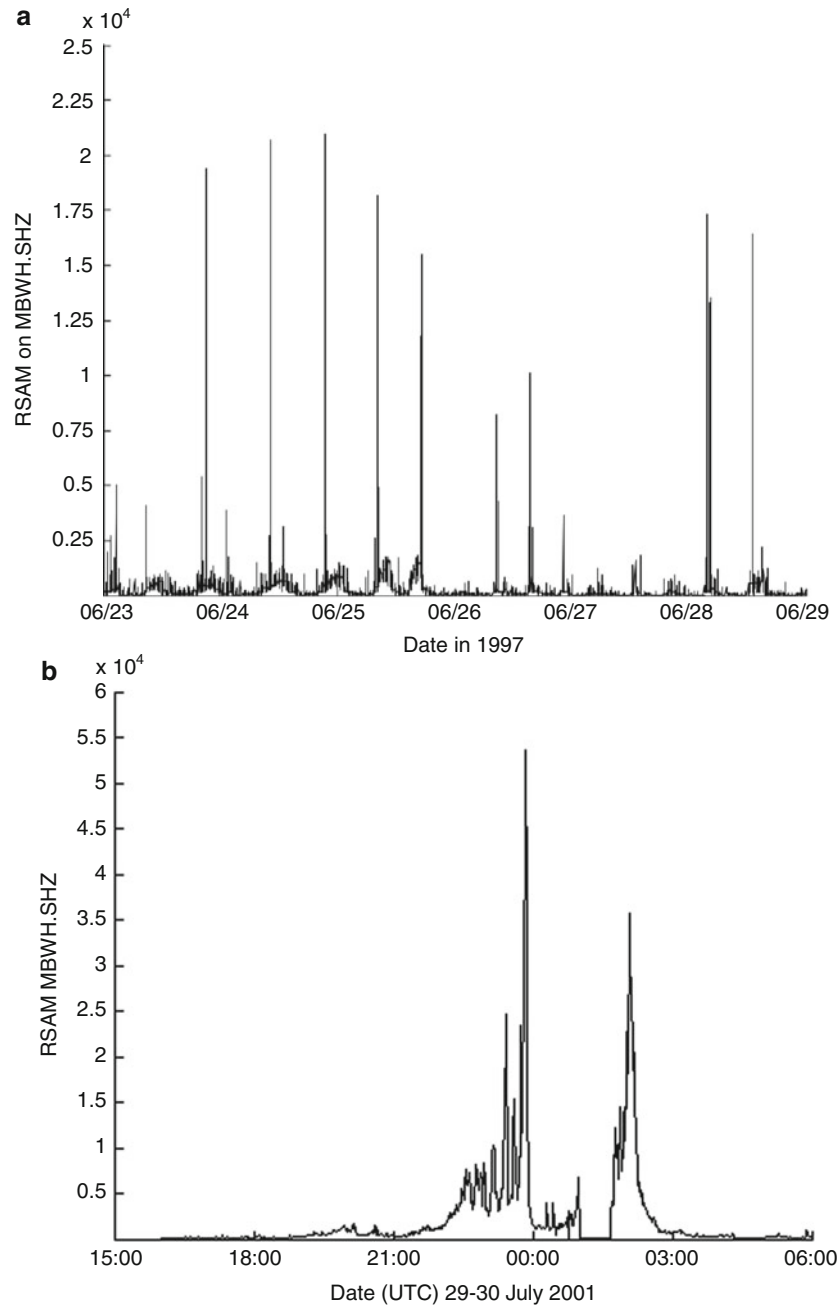 a
x 10^4
2.5
2.25
2
1.75
1.5
1.25
1
0.75
0.5
0.25
RSAM on MBWH.SHZ
06/23 06/24 06/25 06/26 06/27 06/28 06/29
Date in 1997
b
x 10^4
6
5.5
5
4.5
4
3.5
3
2.5
2
1.5
1
0.5
RSAM MBWH.SHZ
15:00 18:00 21:00 00:00 03:00 06:00
Date (UTC) 29-30 July 2001